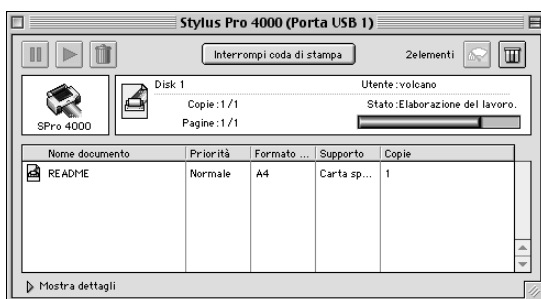 Stylus Pro 4000 (Porta USB 1)
Interrompi coda di stampa 2elementi
Disk 1 Utente:volcano
Copie:1/1 Stato:Elaborazione del lavoro.
SPro 4000 Pagine:1/1
Nome documento Priorità Formato ... Supporto Copie
README Normale A4 Carta sp... 1
Mostra dettagli